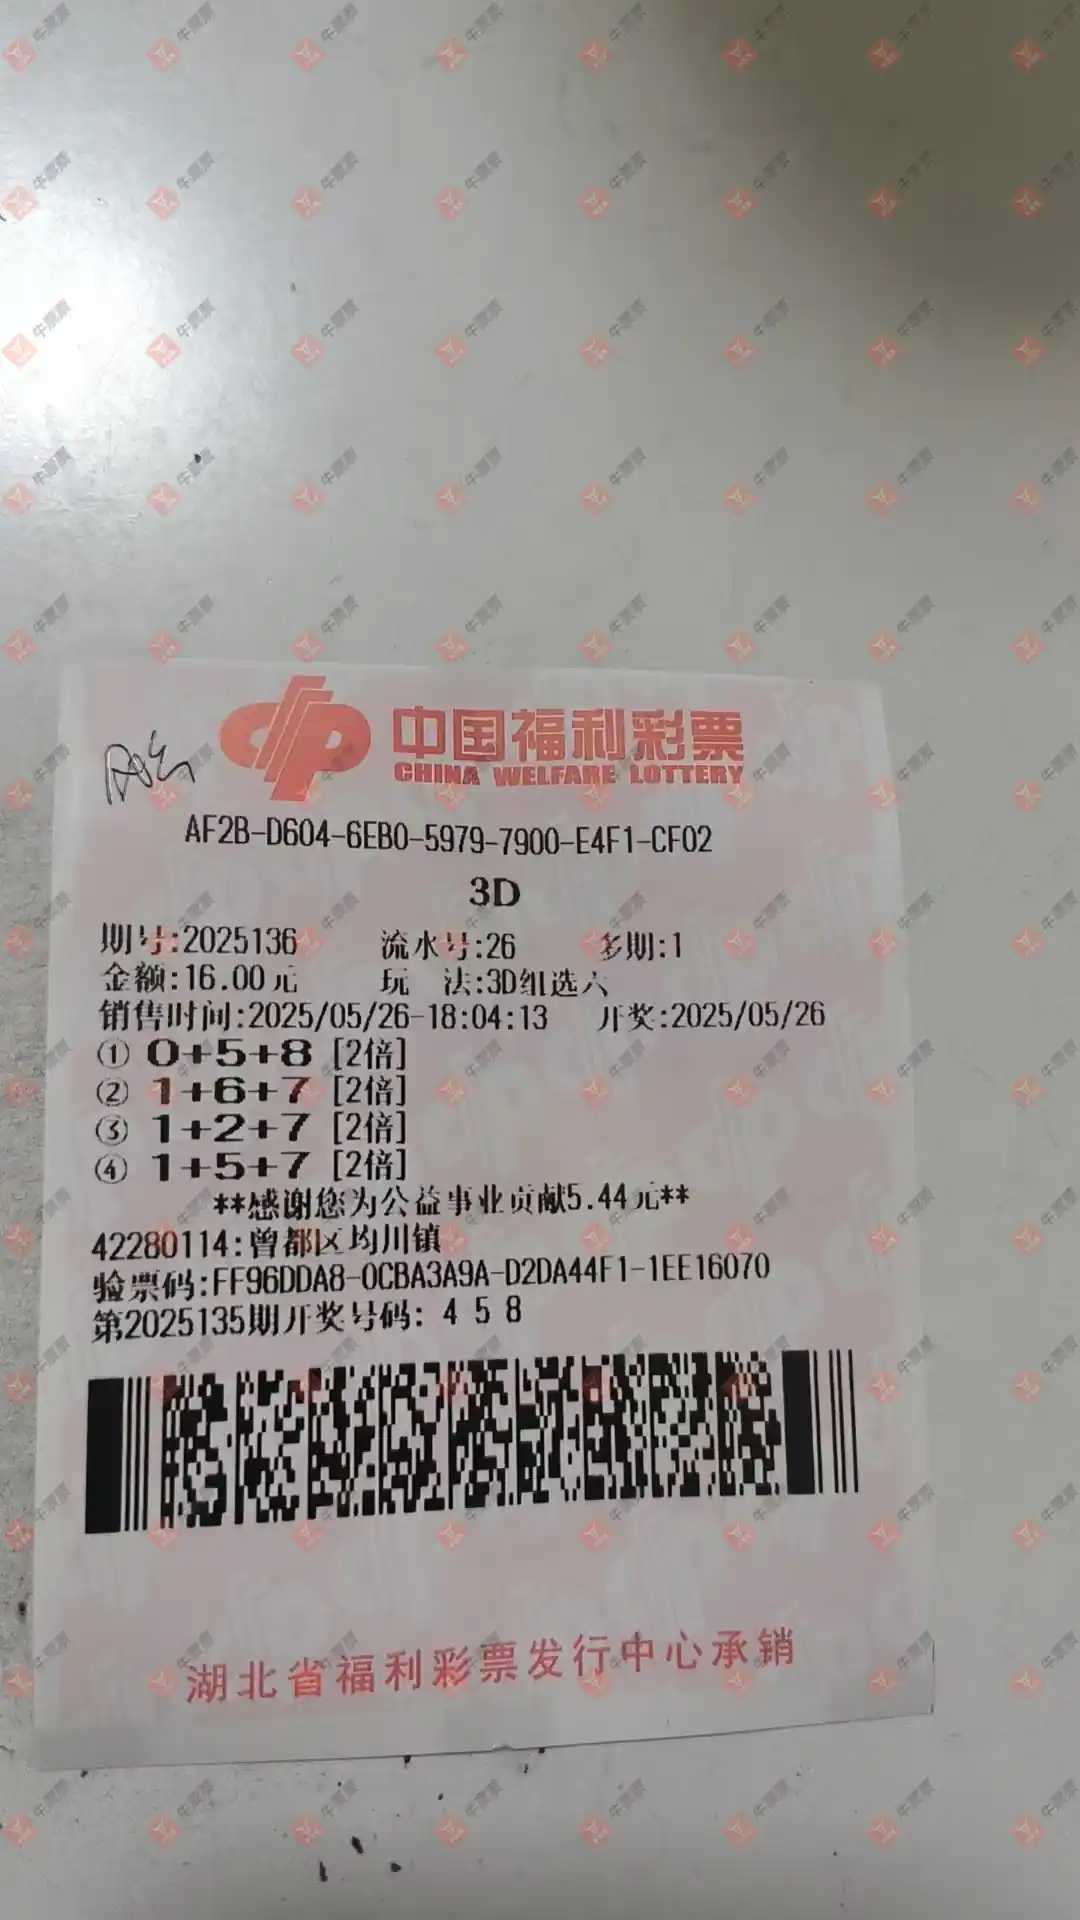 中国福利彩票
CHINA WELFARE LOTTERY
AF2B-D604-6EB0-5979-7900-E4F1-CF02
3D
期号:2025136 流水号:26 多期:1
金额:16.00元 玩 法:3D组选六
销售时间:2025/05/26-18:04:13 开奖:2025/05/26
① 0+5+8 [2倍]
② 1+6+7 [2倍]
③ 1+2+7 [2倍]
④ 1+5+7 [2倍]
**感谢您为公益事业贡献5.44元**
42280114:曾都区均川镇
验票码:FF96DDA8-0CBA3A9A-D2DA44F1-1EE16070
第2025135期开奖号码: 4 5 8
湖北省福利彩票发行中心承销
牛票票